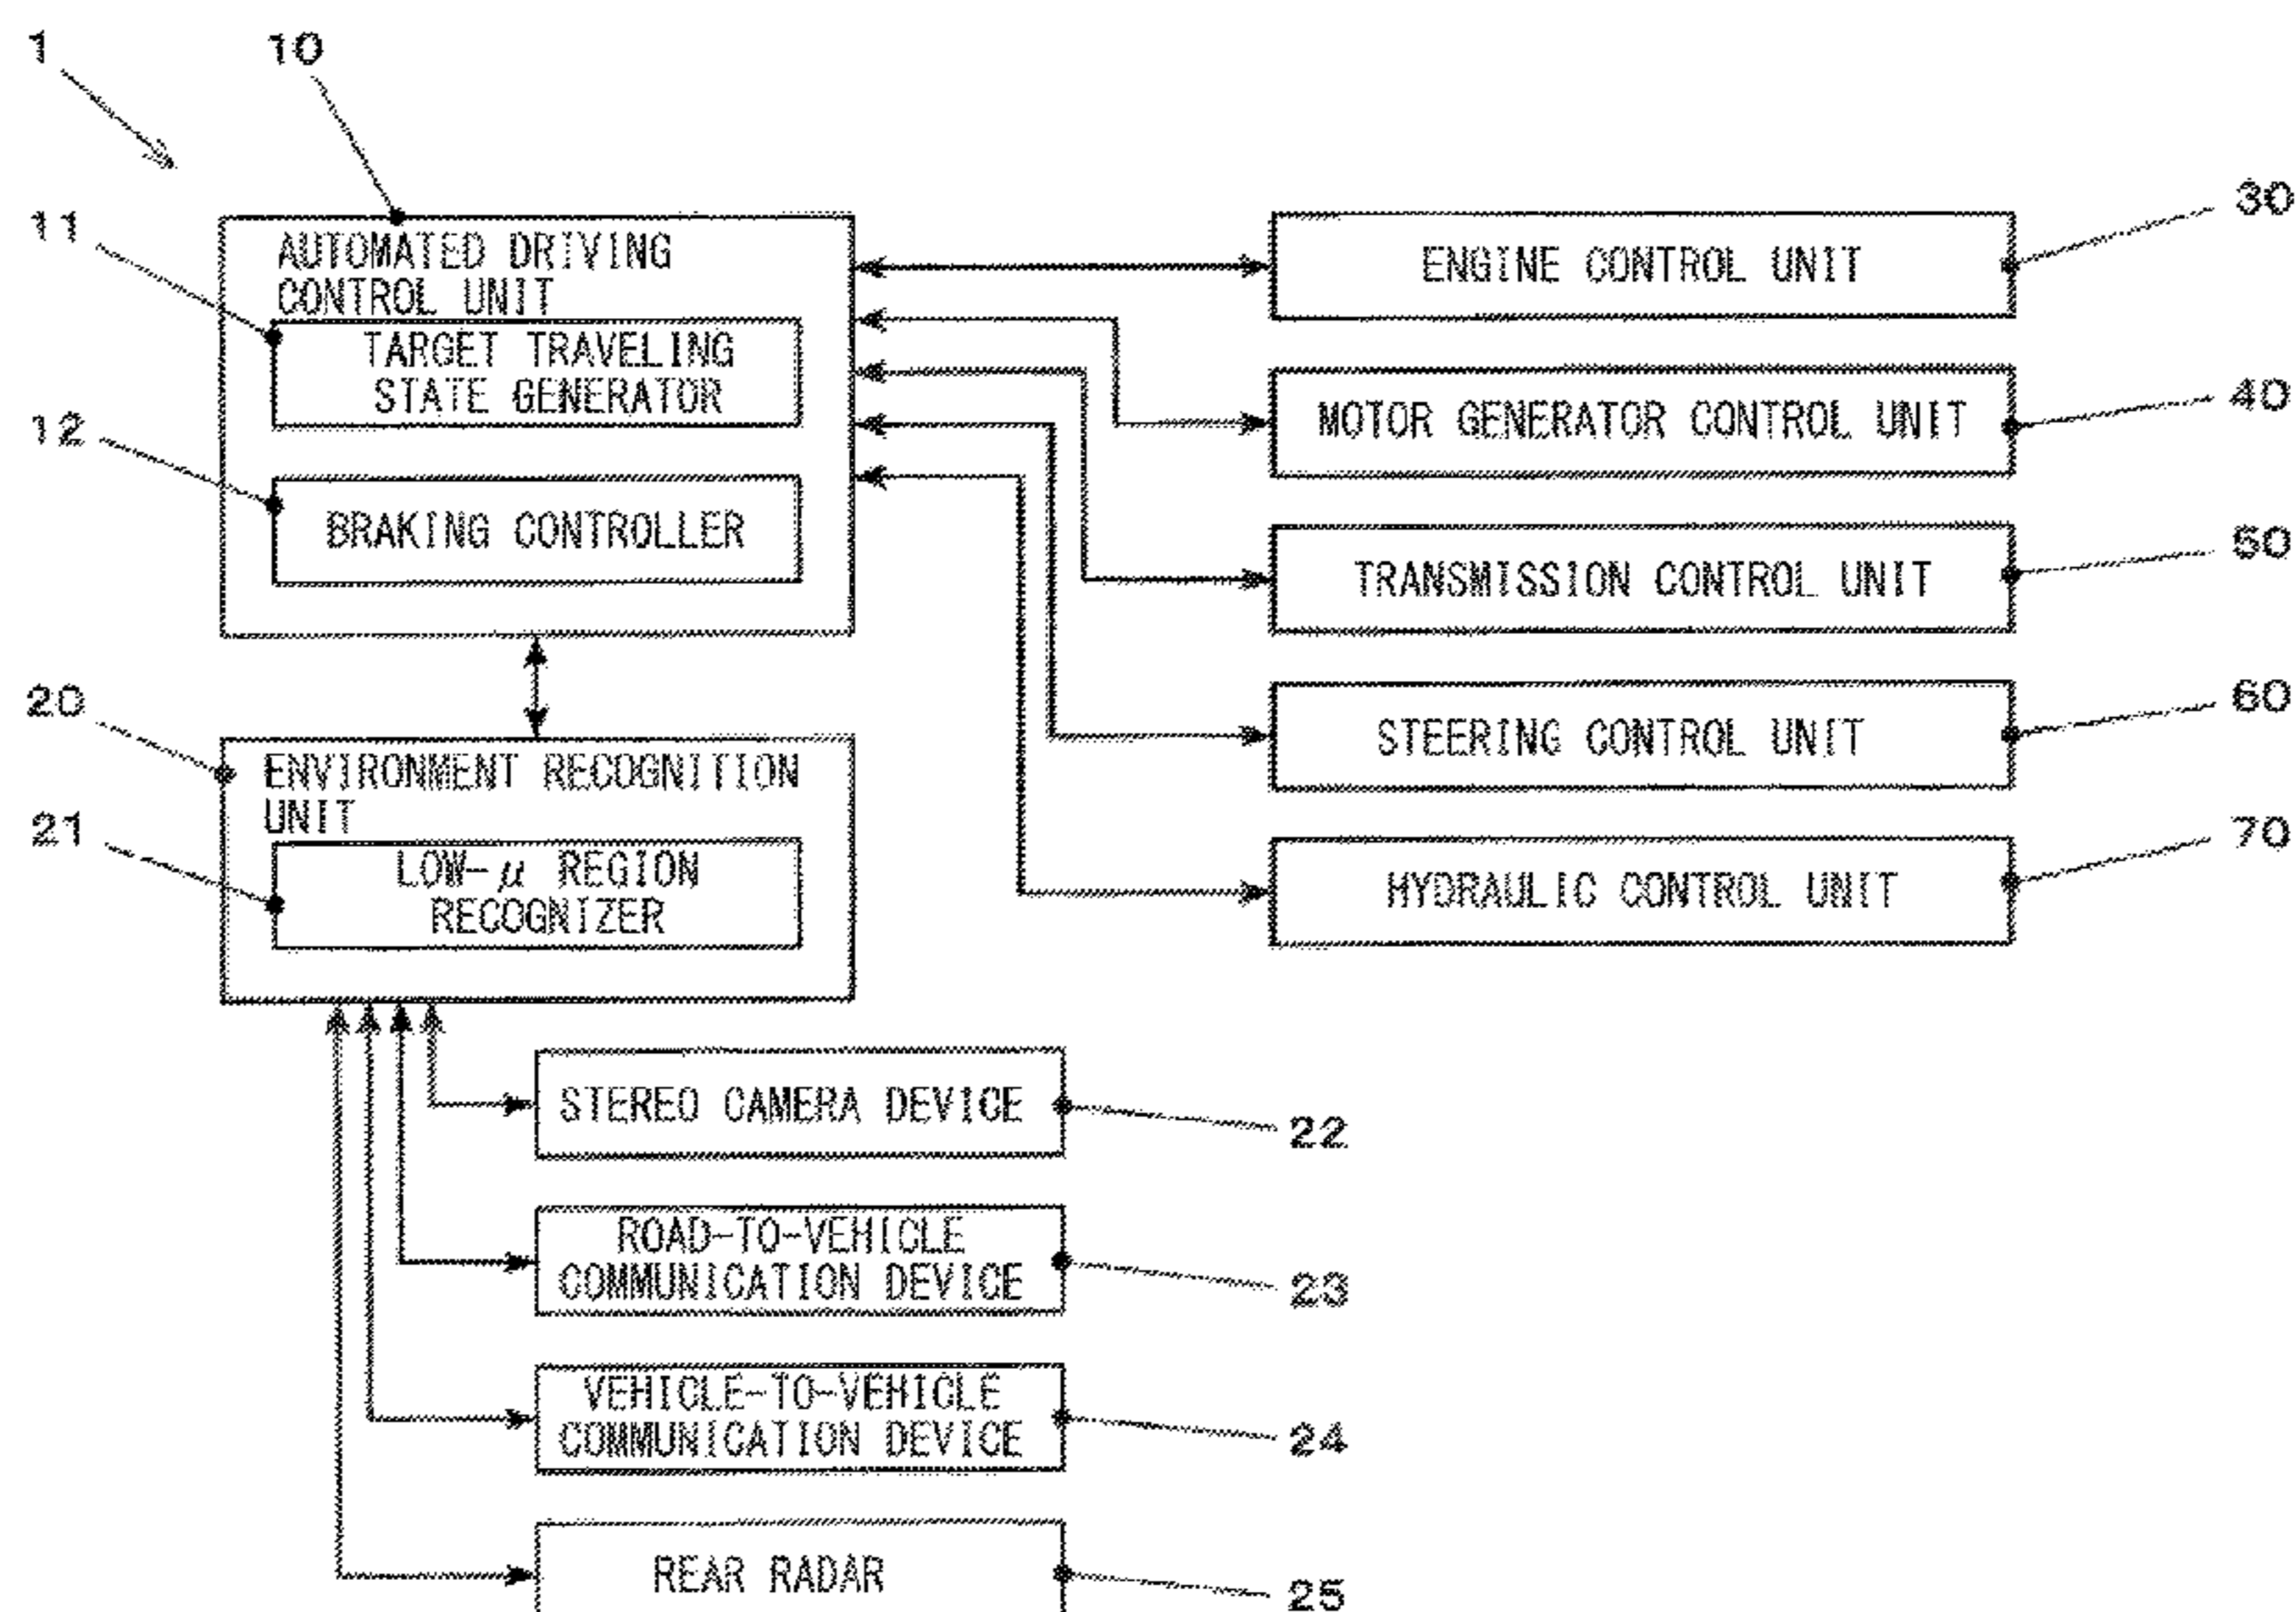 1
10
11
AUTOMATED DRIVING
CONTROL UNIT
TARGET TRAVELING
STATE GENERATOR
12
BRAKING CONTROLLER
20
ENVIRONMENT RECOGNITION
UNIT
21
LOW-μ REGION
RECOGNIZER
ENGINE CONTROL UNIT
30
MOTOR GENERATOR CONTROL UNIT
40
TRANSMISSION CONTROL UNIT
50
STEERING CONTROL UNIT
60
HYDRAULIC CONTROL UNIT
70
STEREO CAMERA DEVICE
22
ROAD-TO-VEHICLE
COMMUNICATION DEVICE
23
VEHICLE-TO-VEHICLE
COMMUNICATION DEVICE
24
REAR RADAR
25